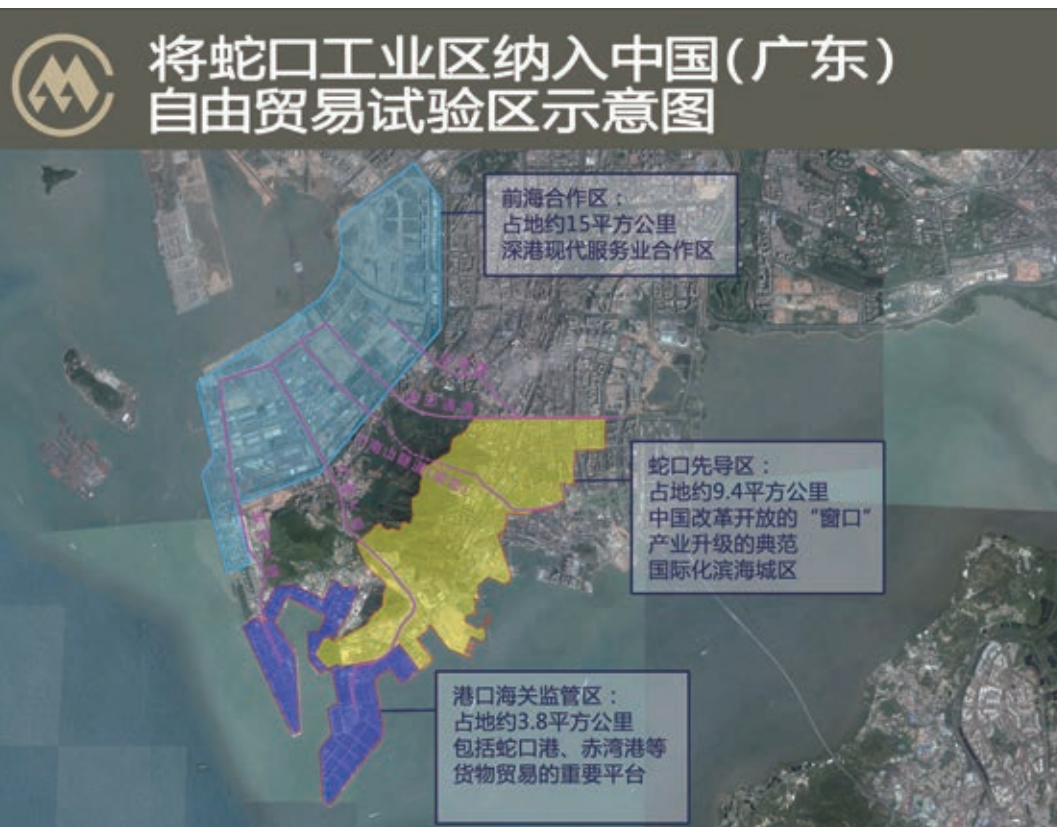 将蛇口工业区纳入中国(广东)
自由贸易试验区示意图
前海合作区：
占地约15平方公里
深港现代服务业合作区
蛇口先导区：
占地约9.4平方公里
中国改革开放的“窗口”
产业升级的典范
国际化滨海城区
港口海关监管区：
占地约3.8平方公里
包括蛇口港、赤湾港等
货物贸易的重要平台